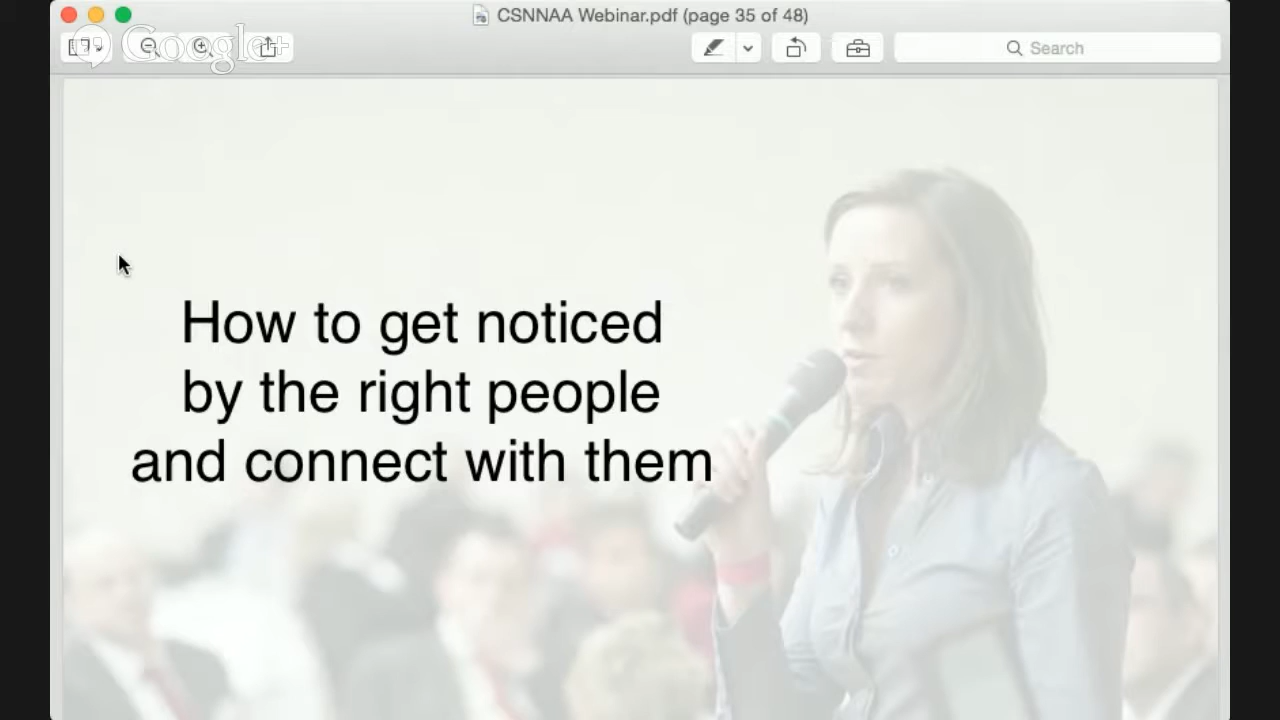 CSNNAA Webinar.pdf (page 35 of 48)
Google+
Search
How to get noticed
by the right people
and connect with them